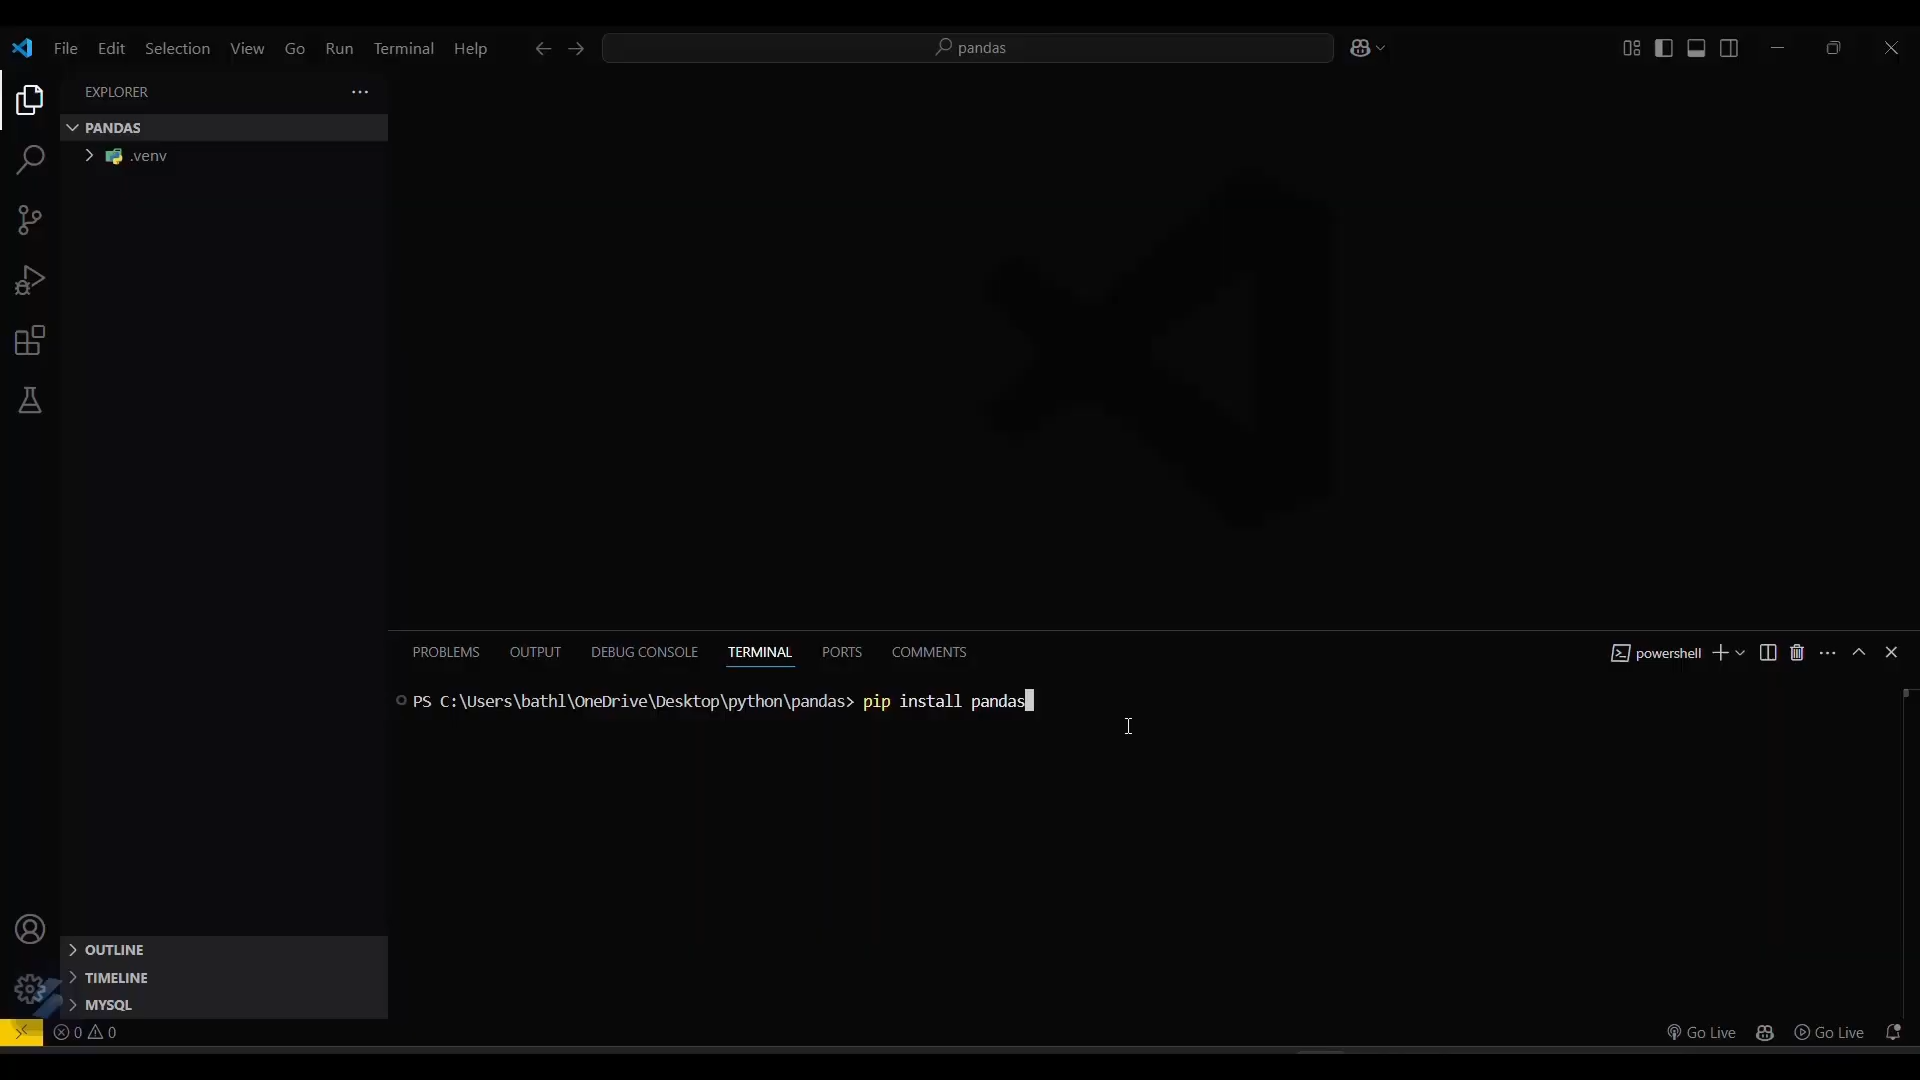 File Edit Selection View Go Run Terminal Help pandas
EXPLORER
PANDAS
.venv
PROBLEMS OUTPUT DEBUG CONSOLE TERMINAL PORTS COMMENTS powershell
PS C:\Users\bathl\OneDrive\Desktop\python\pandas> pip install pandas
OUTLINE
TIMELINE
MYSQL
0 0 Go Live Go Live